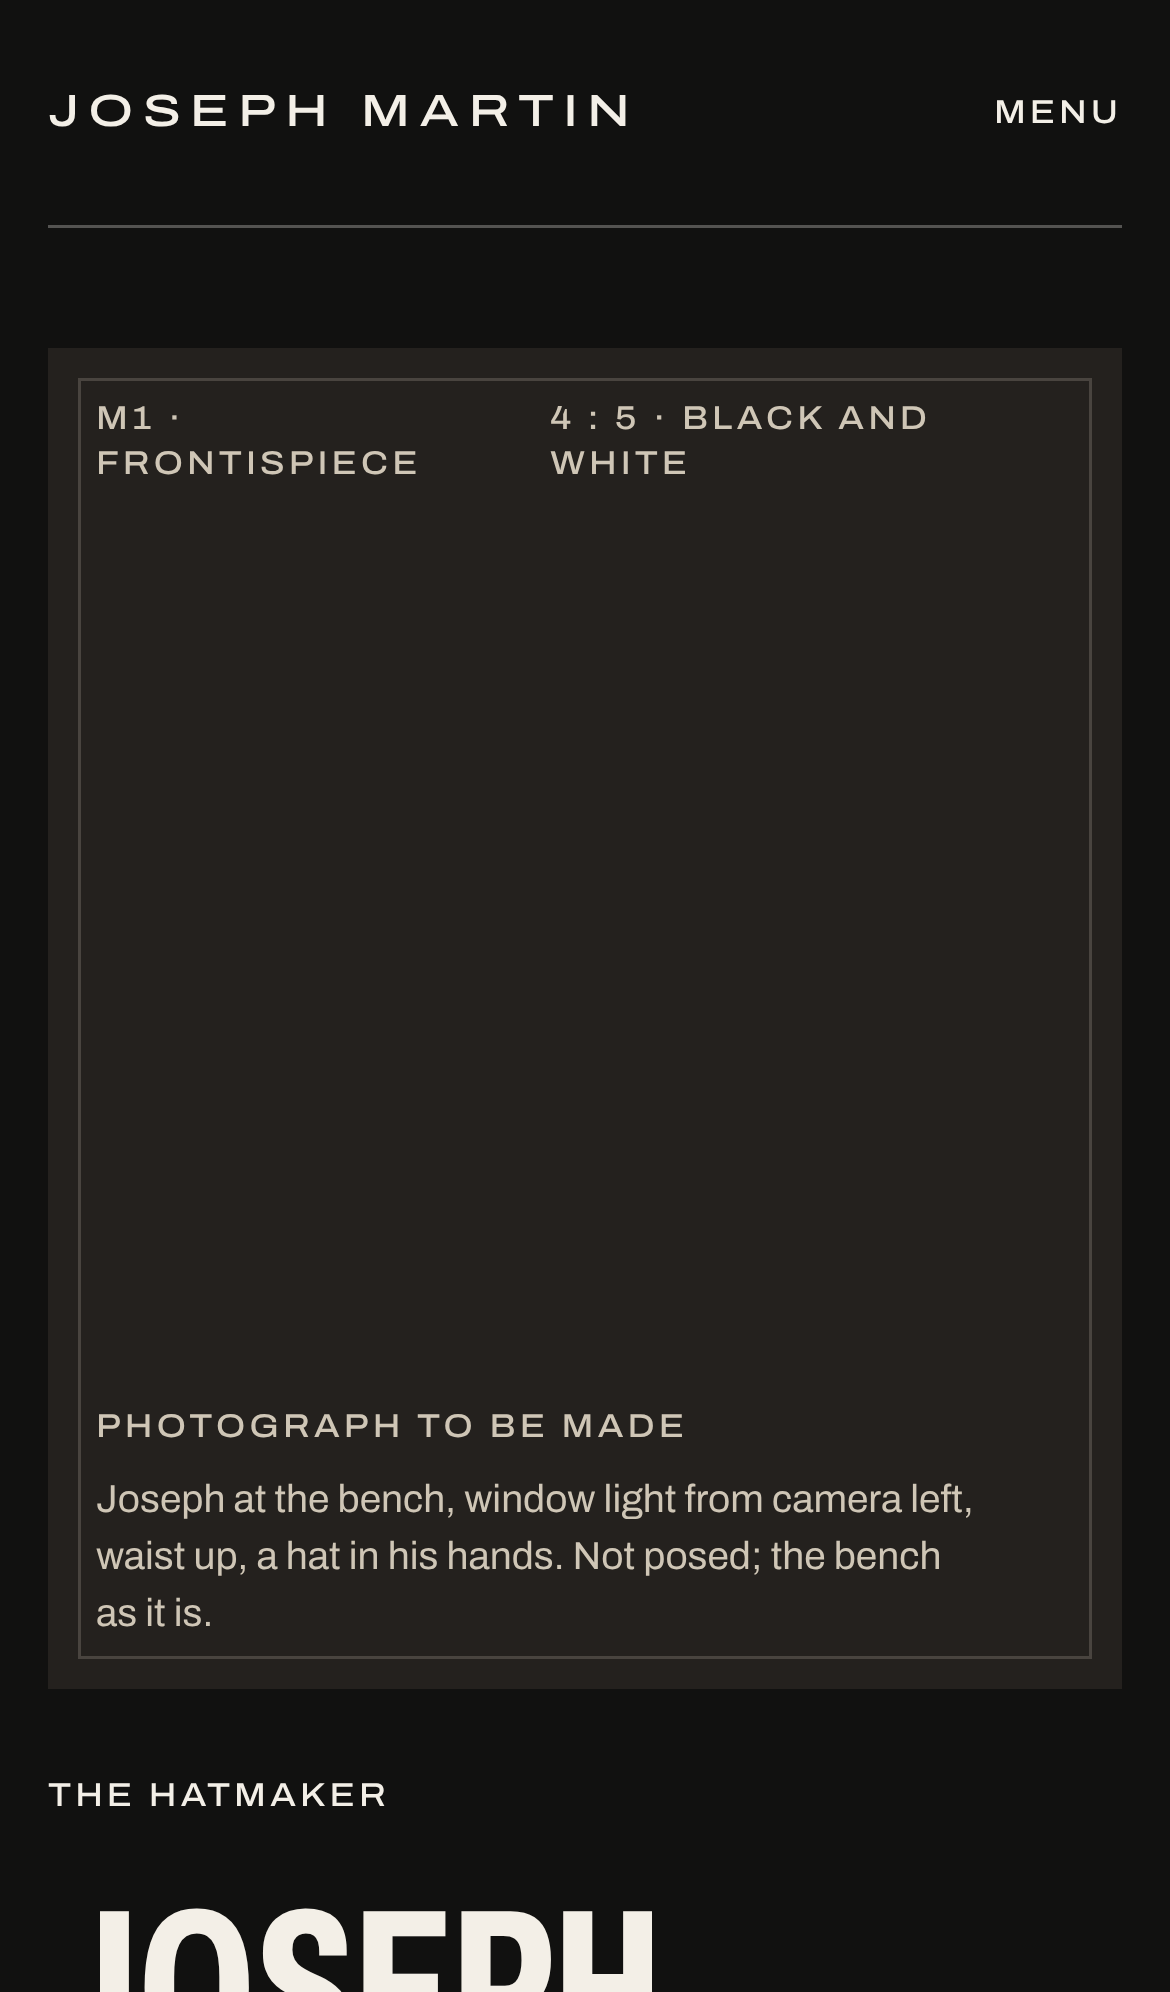 JOSEPH MARTIN
MENU
M1 ·
FRONTISPIECE
4 : 5 · BLACK AND
WHITE
PHOTOGRAPH TO BE MADE
Joseph at the bench, window light from camera left,
waist up, a hat in his hands. Not posed; the bench
as it is.
THE HATMAKER
JOSEPH